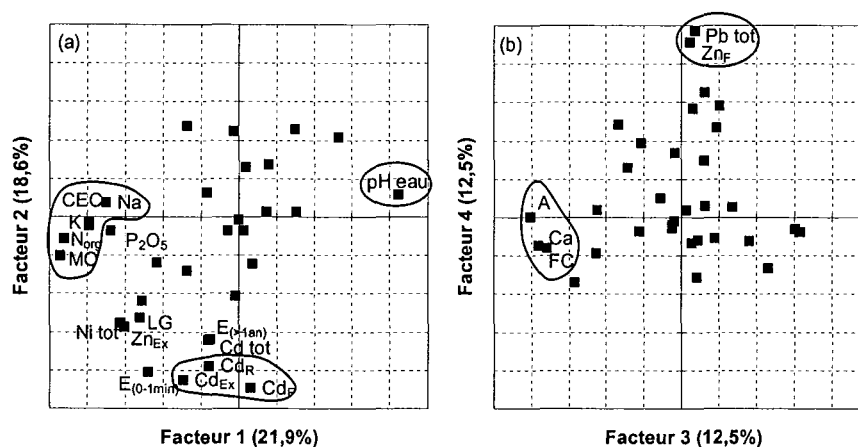 (a)
CEC Na
pH eau
K
N_org P₂O₅
MO
Ni tot LG
Zn_Ex
E_(>1an)
Cd tot
Cd_R
E_(0-1min) Cd_Ex Cd_F
Facteur 2 (18,6%)
Facteur 1 (21,9%)
(b)
Pb tot
Zn_F
A
Ca
FC
Facteur 4 (12,5%)
Facteur 3 (12,5%)